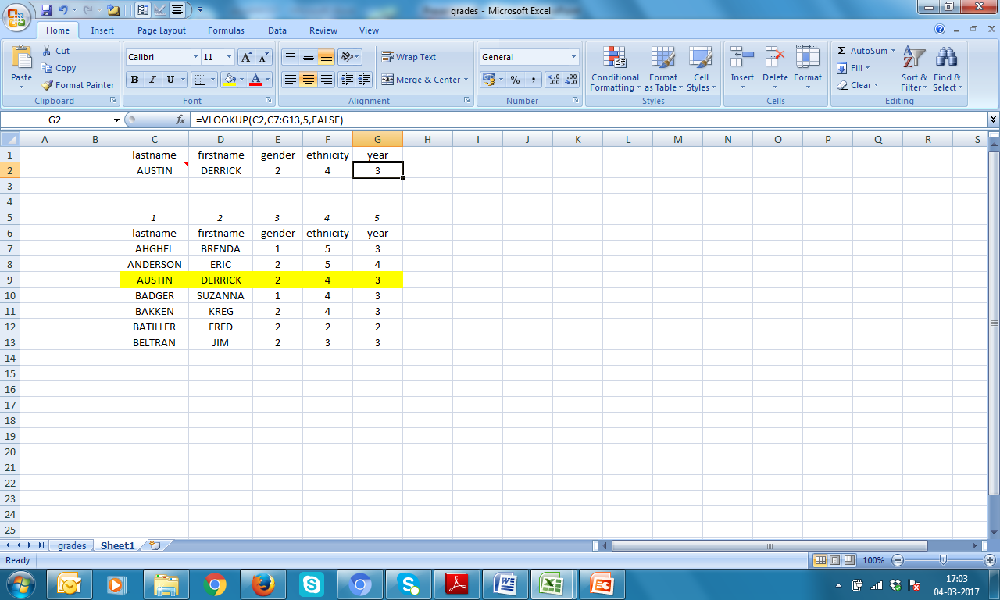 grades - Microsoft Excel
Home Insert Page Layout Formulas Data Review View
Paste Cut Copy Format Painter Clipboard
Calibri 11 A A B I U A Font
Wrap Text Merge & Center Alignment
General % , .0 .00 .00 .0 Number
Conditional Formatting Format as Table Cell Styles Styles
Insert Delete Format Cells
Σ AutoSum Fill Clear Sort & Filter Find & Select Editing
G2 fx =VLOOKUP(C2,C7:G13,5,FALSE)
A B C D E F G H I J K L M N O P Q R S
1 lastname firstname gender ethnicity year
2 AUSTIN DERRICK 2 4 3
3
4
5 1 2 3 4 5
6 lastname firstname gender ethnicity year
7 AHGHEL BRENDA 1 5 3
8 ANDERSON ERIC 2 5 4
9 AUSTIN DERRICK 2 4 3
10 BADGER SUZANNA 1 4 3
11 BAKKEN KREG 2 4 3
12 BATILLER FRED 2 2 2
13 BELTRAN JIM 2 3 3
14
15
16
17
18
19
20
21
22
23
24
25
grades Sheet1
Ready 100%
17:03
04-03-2017